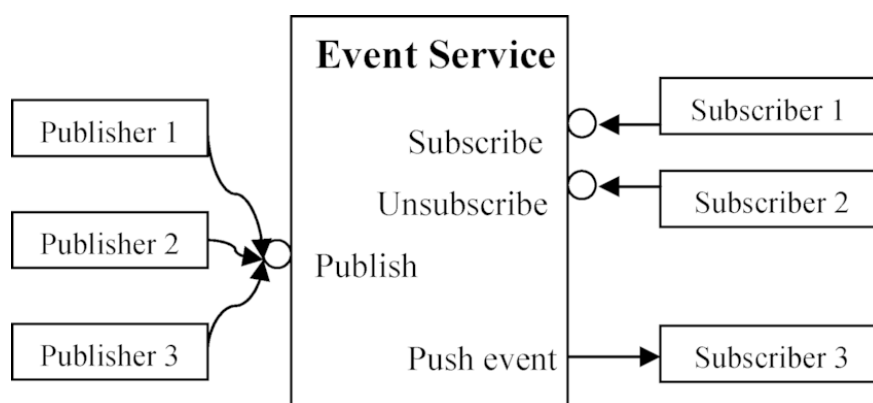 Event Service
Publisher 1
Publisher 2
Publisher 3
Subscribe
Unsubscribe
Publish
Push event
Subscriber 1
Subscriber 2
Subscriber 3